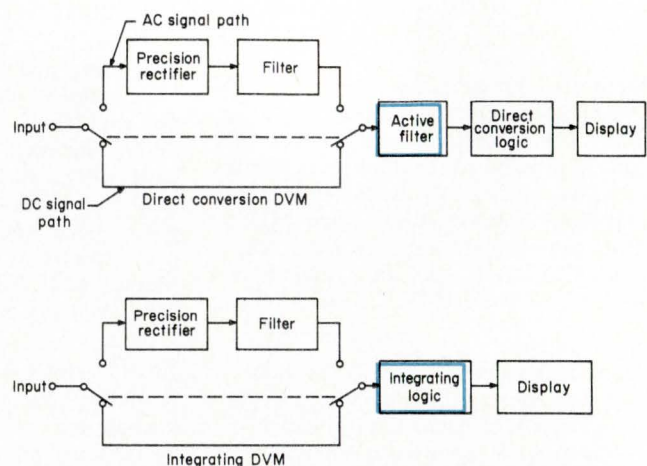 AC signal path
Precision
rectifier
Filter
Input
Active
filter
Direct
conversion
logic
Display
DC signal
path
Direct conversion DVM
Precision
rectifier
Filter
Input
Integrating
logic
Display
Integrating DVM